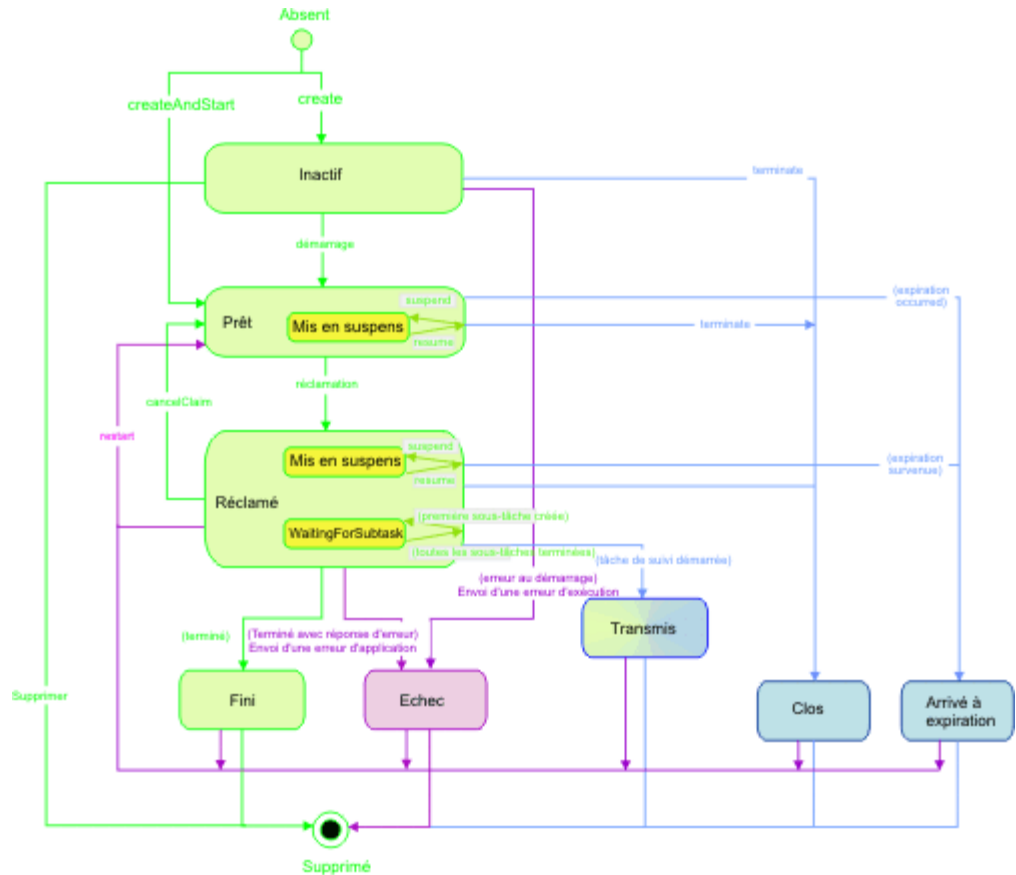 Absent
createAndStart
create
Inactif
terminate
démarrage
(expiration
occurred)
suspend
Prêt
Mis en suspens
terminate
resume
réclamation
cancelClaim
restart
suspend
Mis en suspens
(expiration
survenue)
resume
Réclamé
(première sous-tâche créée)
WaitingForSubtask
(toutes les sous-tâches terminées)
(tâche de suivi démarrée)
(erreur au démarrage)
Envoi d'une erreur d'exécution
Transmis
(terminé)
(Terminé avec réponse d'erreur)
Envoi d'une erreur d'application
Supprimer
Fini
Echec
Clos
Arrivé à
expiration
Supprimé